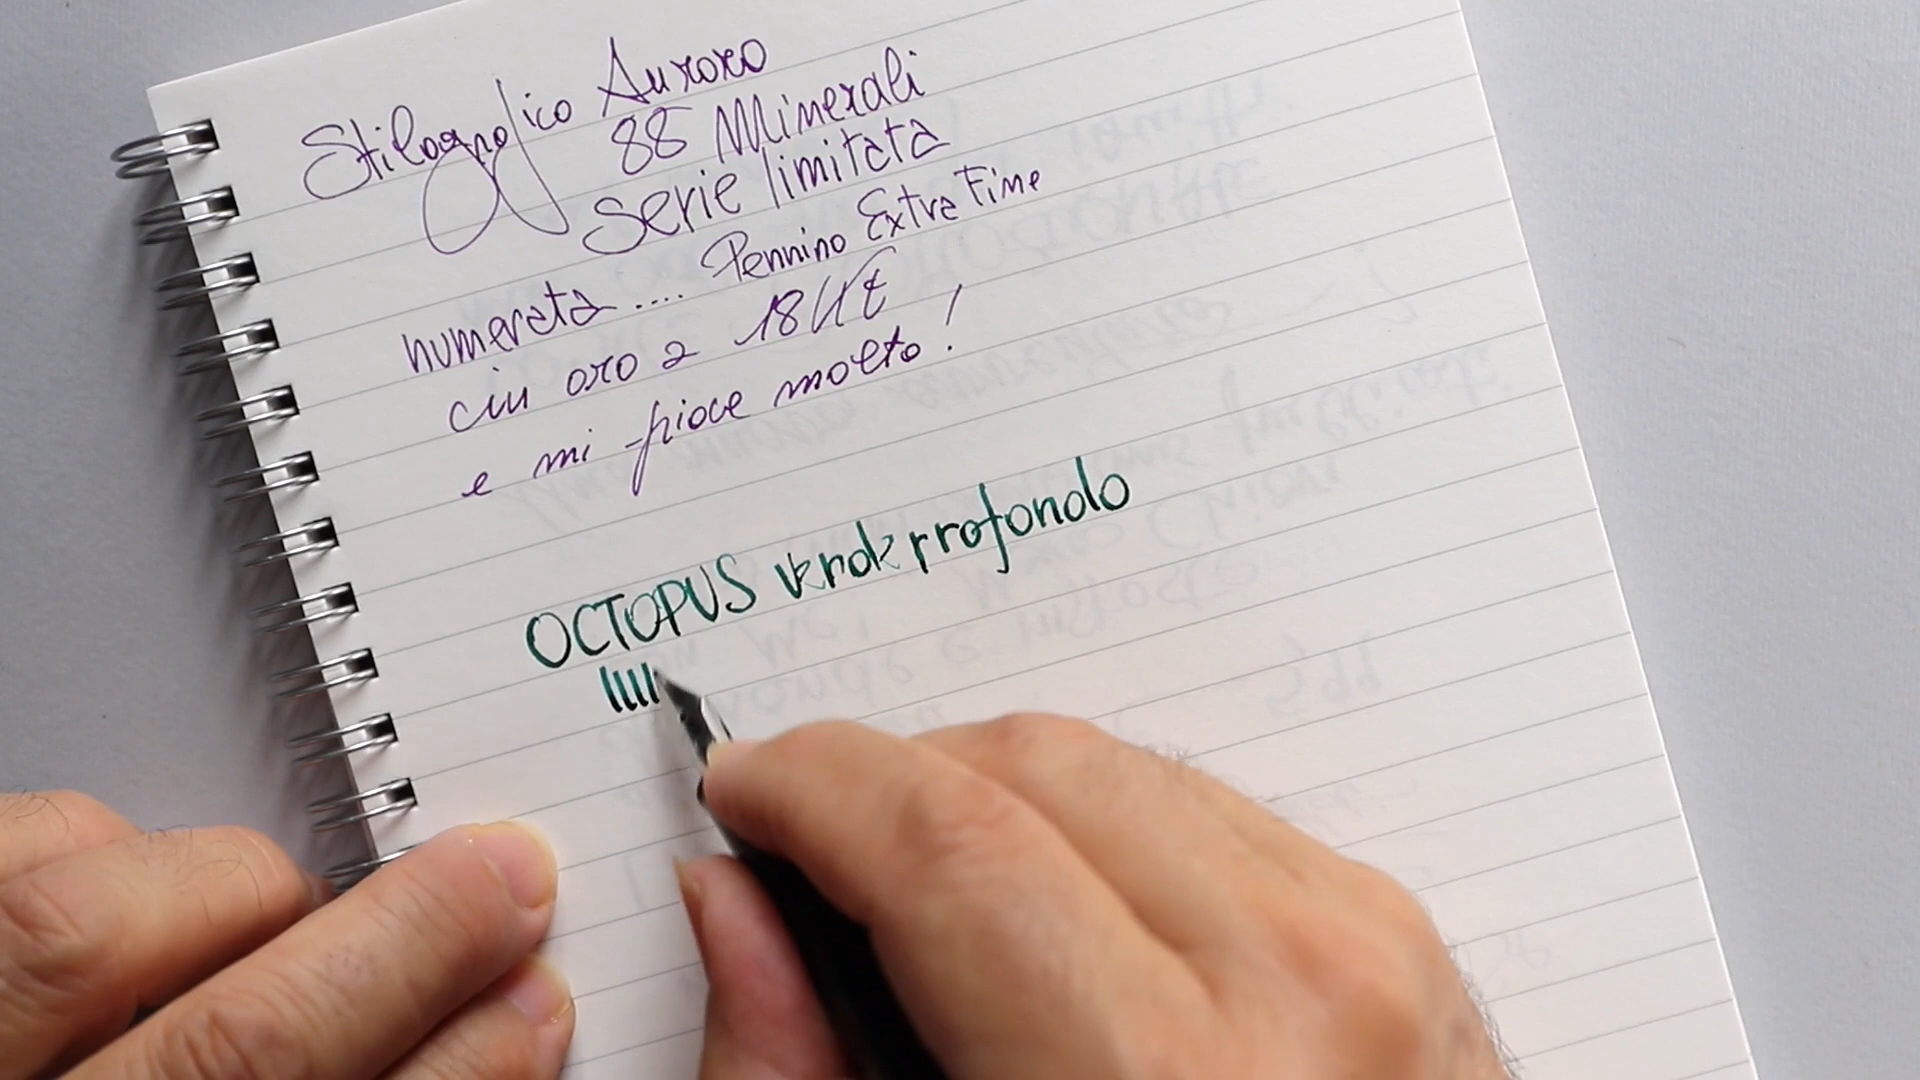 Stilografica Aurora
88 Minerali
serie limitata
numerata .... Pennino Extra Fine
in oro a 18Kt
e mi piace molto!
OCTOPUS verde profondo